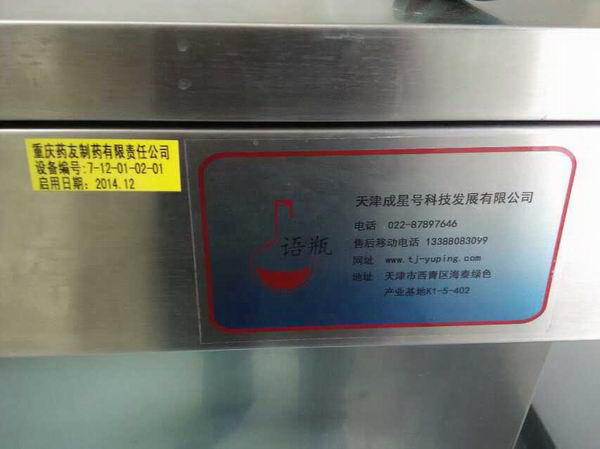 重庆药友制药有限责任公司
设备编号:7-12-01-02-01
启用日期: 2014.12
语瓶
天津成星号科技发展有限公司
电话 022-87897646
售后移动电话 13388083099
网址 www.tj-yuping.com
地址 天津市西青区海泰绿色
产业基地K1-5-402